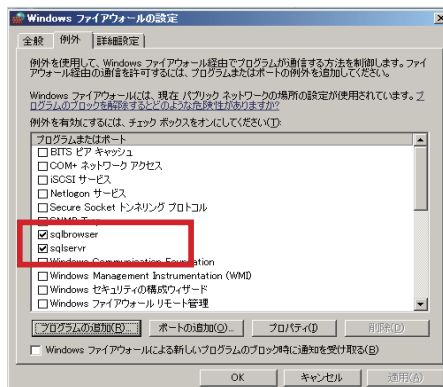 Windows ファイアウォールの設定
全般 例外 詳細設定
例外を使用して、Windows ファイアウォール経由でプログラムが通信する方法を制御します。ファイ
アウォール経由の通信を許可するには、プログラムまたはポートの例外を追加してください。
Windows ファイアウォールには、現在 パブリック ネットワークの場所の設定が使用されています。プ
ログラムのブロックを解除するとどのような危険性がありますか?
例外を有効にするには、チェック ボックスをオンにしてください(T):
プログラムまたはポート
BITS ピア キャッシュ
COM+ ネットワーク アクセス
iSCSI サービス
Netlogon サービス
Secure Socket トンネリング プロトコル
SNMP Trap
sqlbrowser
sqlservr
Windows Communication Foundation
Windows Management Instrumentation (WMI)
Windows セキュリティの構成ウィザード
Windows ファイアウォール リモート管理
プログラムの追加(R)... ポートの追加(O)... プロパティ(I) 削除(D)
Windows ファイアウォールによる新しいプログラムのブロック時に通知を受け取る(B)
OK キャンセル 適用(A)